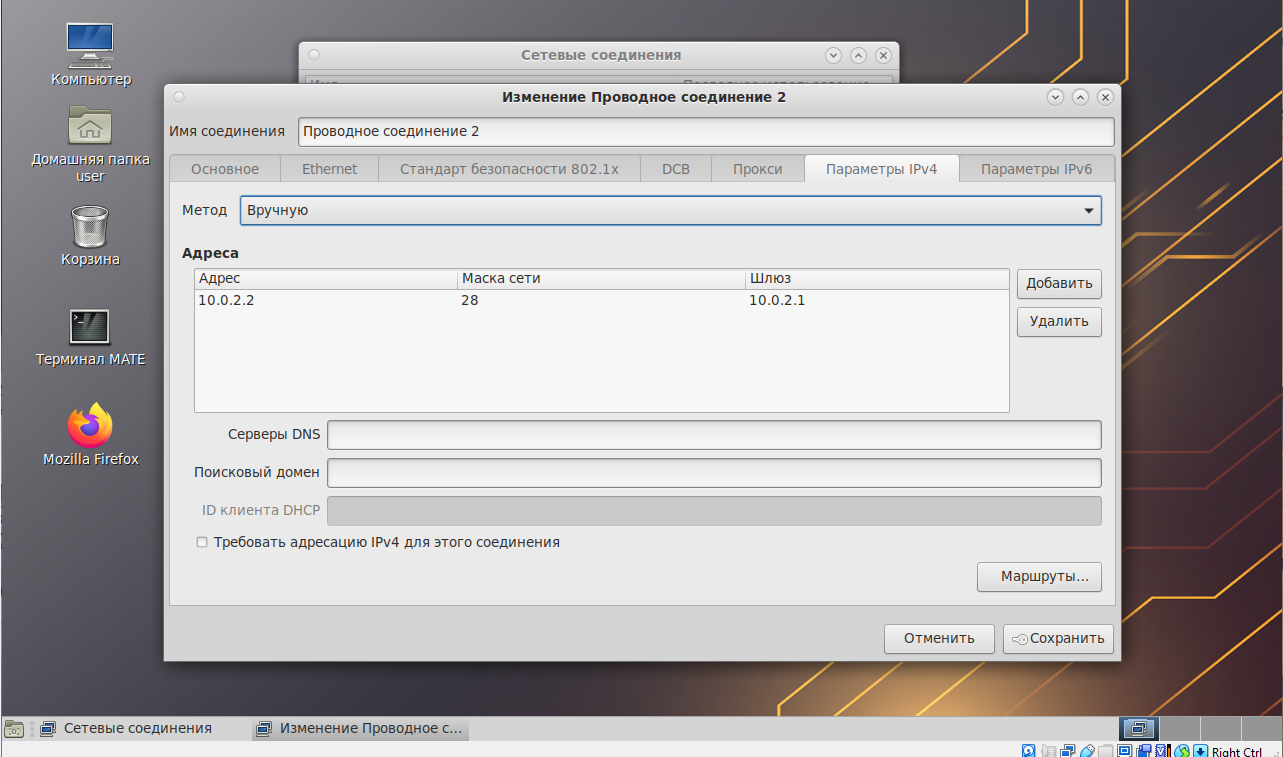 Компьютер
Домашняя папка
user
Корзина
Терминал MATE
Mozilla Firefox
Сетевые соединения
Имя
Последнее использование
Изменение Проводное соединение 2
Имя соединения
Проводное соединение 2
Основное
Ethernet
Стандарт безопасности 802.1x
DCB
Прокси
Параметры IPv4
Параметры IPv6
Метод
Вручную
Адреса
Адрес
Маска сети
Шлюз
10.0.2.2
28
10.0.2.1
Добавить
Удалить
Серверы DNS
Поисковый домен
ID клиента DHCP
Требовать адресацию IPv4 для этого соединения
Маршруты...
Отменить
Сохранить
Сетевые соединения
Изменение Проводное с...
Right Ctrl